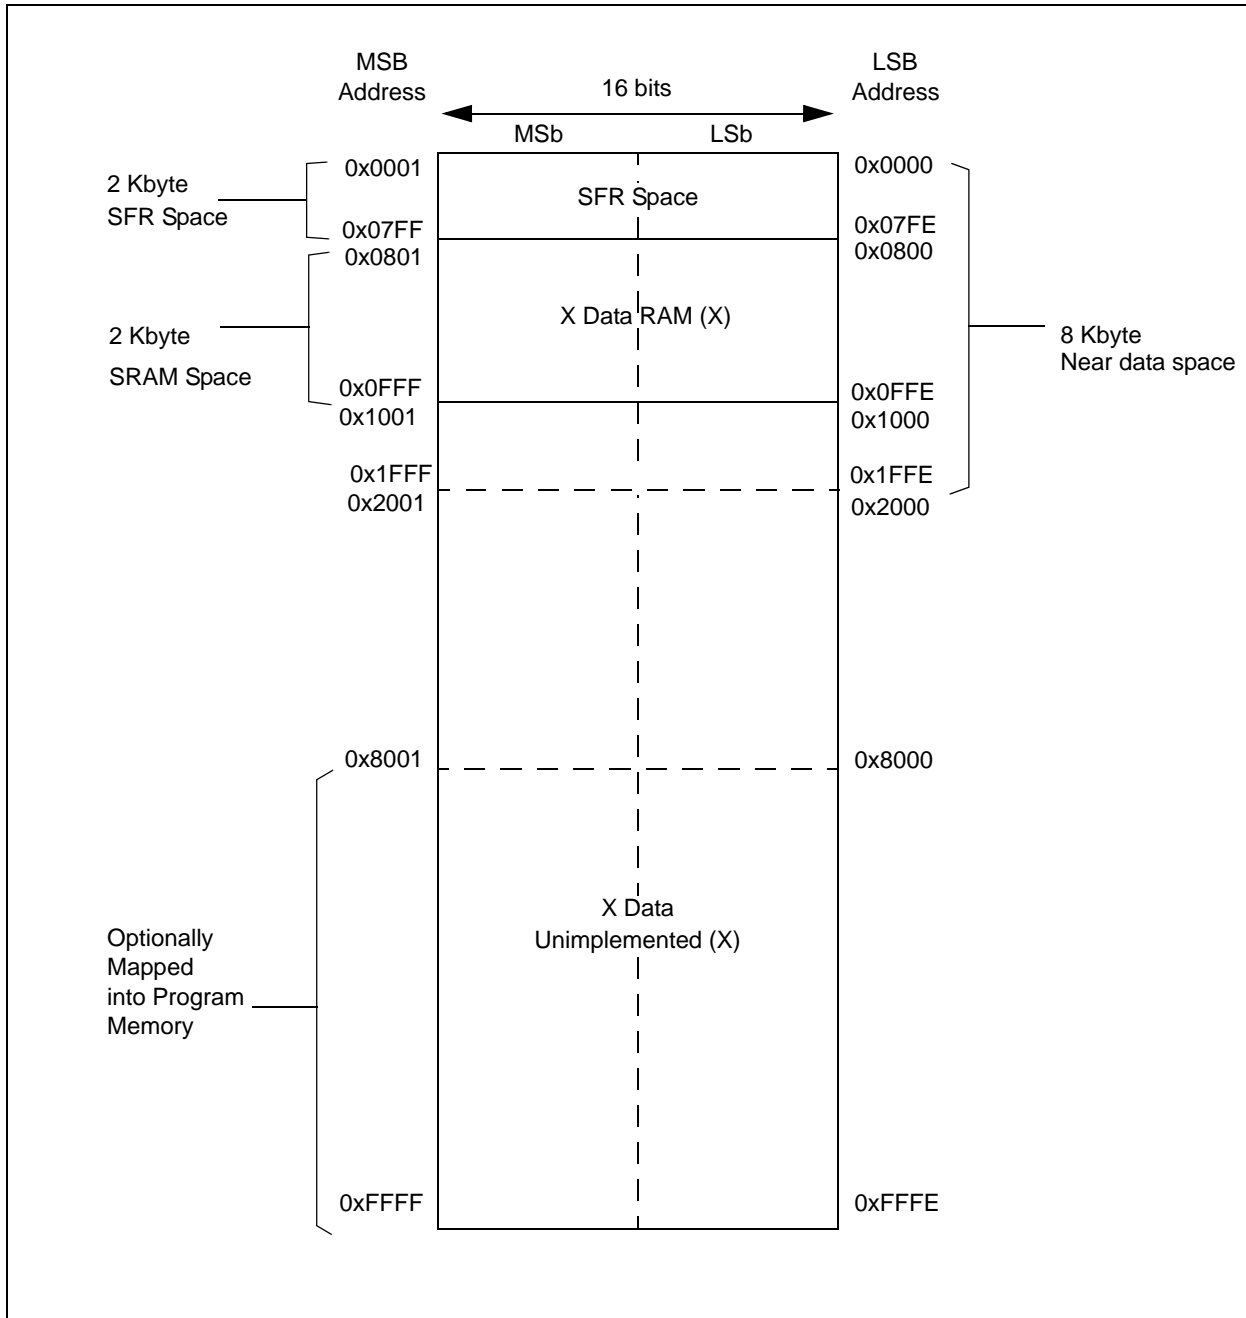 MSB
Address
16 bits
LSB
Address
MSb
LSb
2 Kbyte
SFR Space
0x0001
SFR Space
0x0000
0x07FF
0x07FE
0x0801
0x0800
2 Kbyte
SRAM Space
X Data RAM (X)
8 Kbyte
Near data space
0x0FFF
0x0FFE
0x1001
0x1000
0x1FFF
0x1FFE
0x2001
0x2000
0x8001
0x8000
Optionally
Mapped
into Program
Memory
X Data
Unimplemented (X)
0xFFFF
0xFFFE